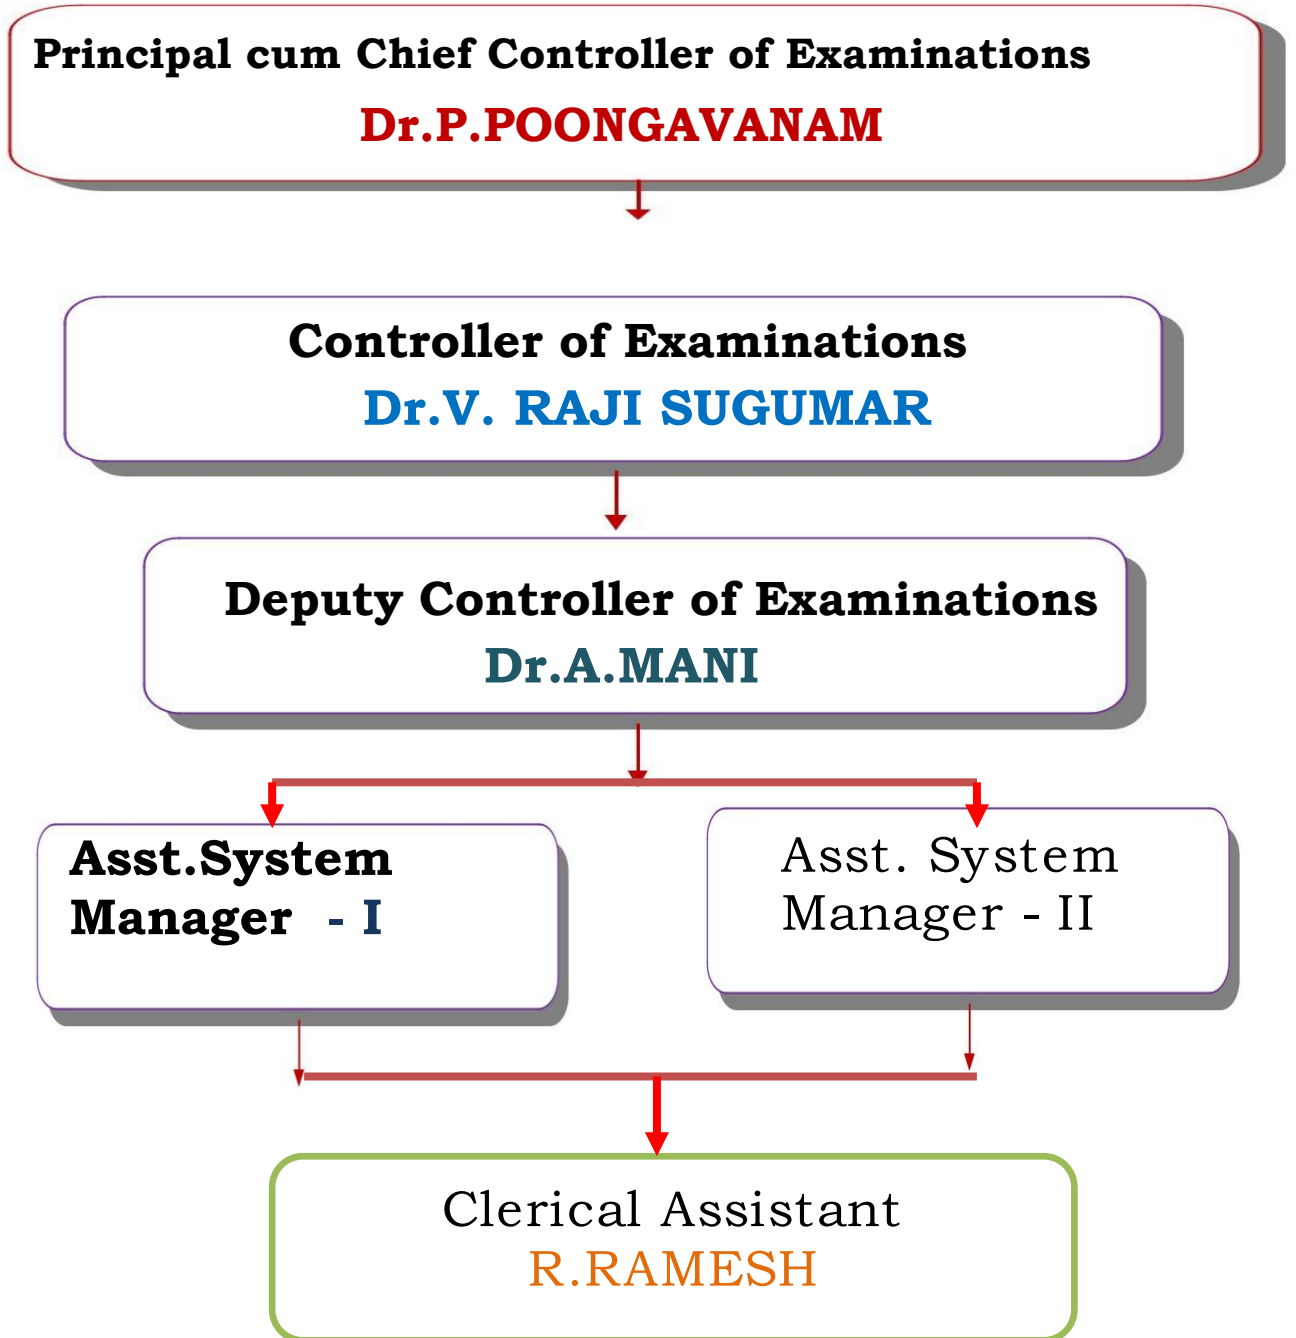 Principal cum Chief Controller of Examinations
Dr.P.POONGAVANAM
Controller of Examinations
Dr.V. RAJI SUGUMAR
Deputy Controller of Examinations
Dr.A.MANI
Asst.System
Manager - I
Asst. System
Manager - II
Clerical Assistant
R.RAMESH